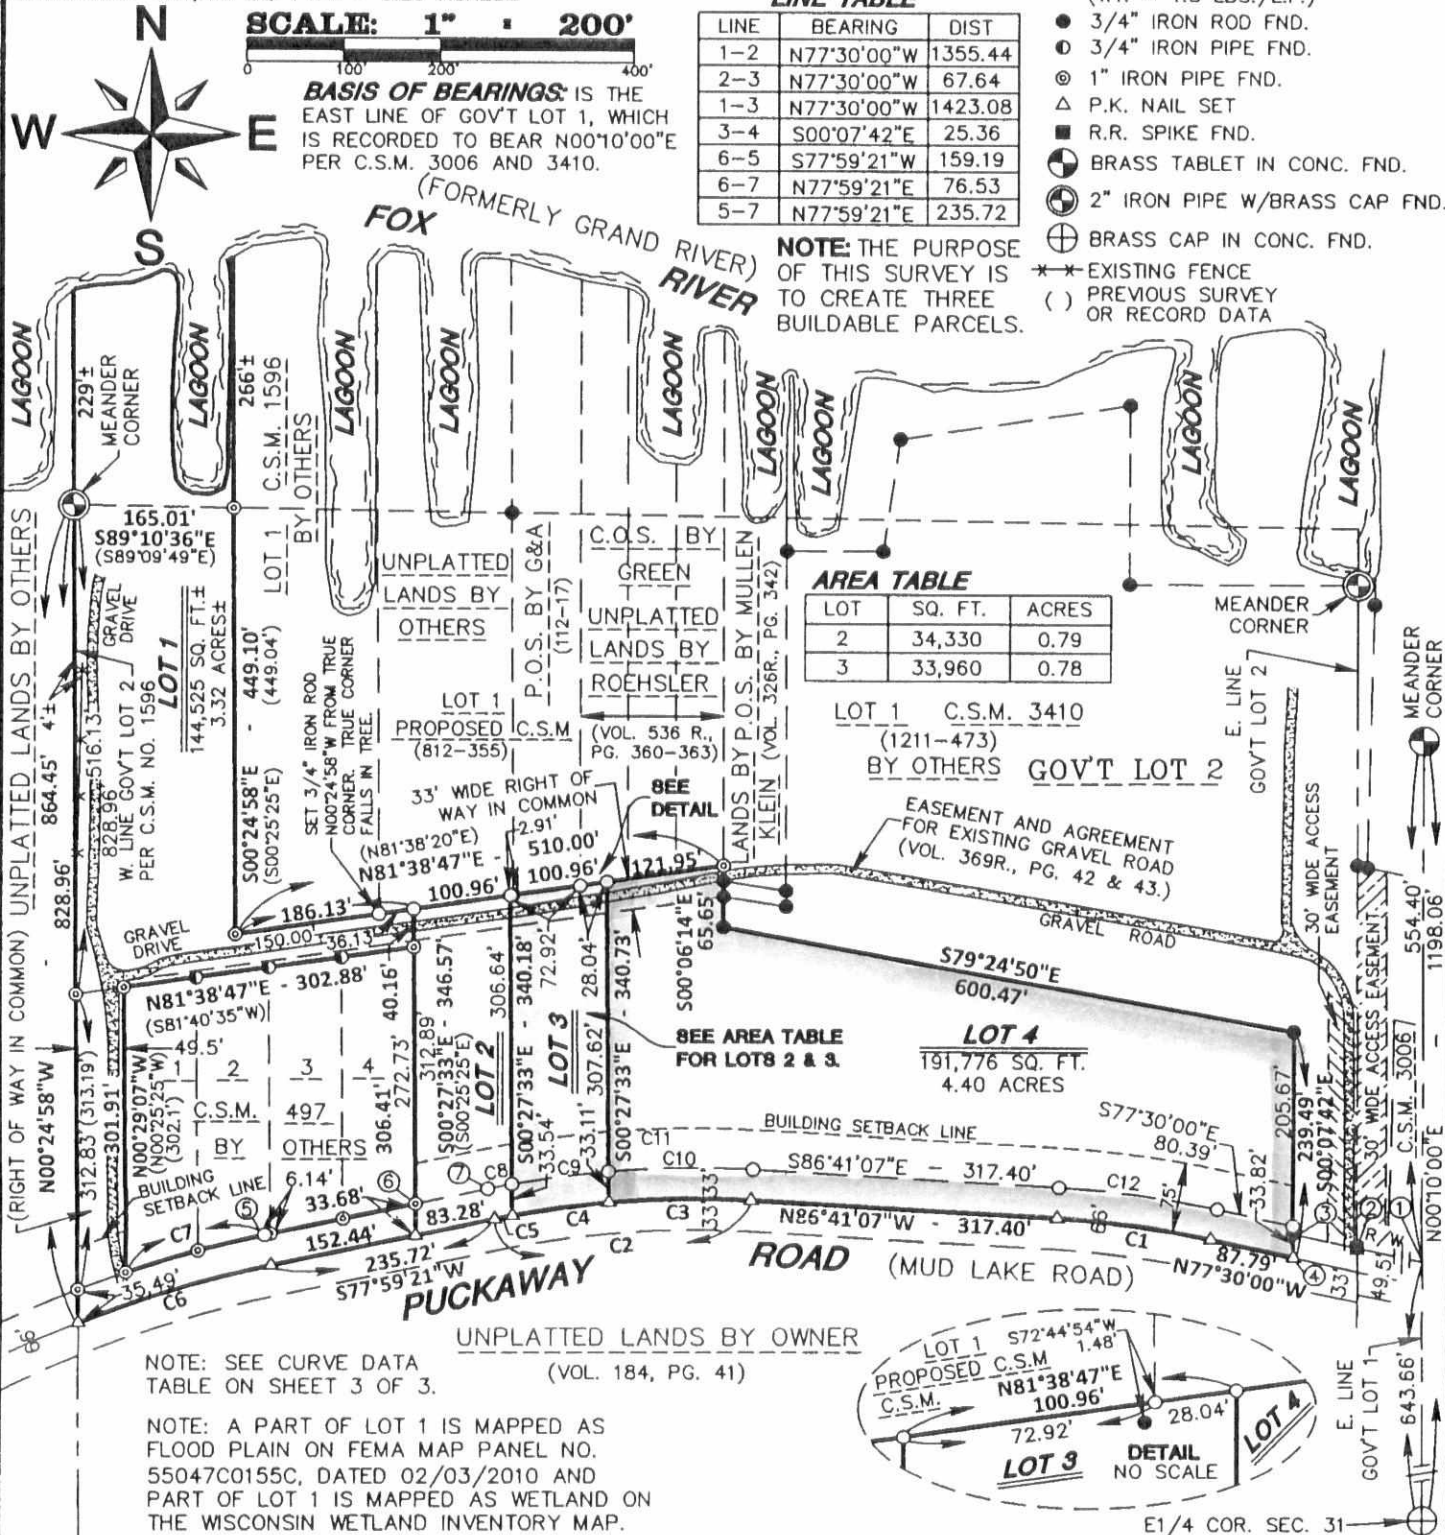 N
W E
S
SCALE: 1" = 200'
0 100' 200' 400'
BASIS OF BEARINGS: IS THE
EAST LINE OF GOV'T LOT 1, WHICH
IS RECORDED TO BEAR N00°10'00"E
PER C.S.M. 3006 AND 3410.
LINE TABLE
LINE BEARING DIST
1-2 N77°30'00"W 1355.44
2-3 N77°30'00"W 67.64
1-3 N77°30'00"W 1423.08
3-4 S00°07'42"E 25.36
6-5 S77°59'21"W 159.19
6-7 N77°59'21"E 76.53
5-7 N77°59'21"E 235.72
3/4" IRON ROD FND.
3/4" IRON PIPE FND.
1" IRON PIPE FND.
P.K. NAIL SET
R.R. SPIKE FND.
BRASS TABLET IN CONC. FND.
2" IRON PIPE W/BRASS CAP FND.
BRASS CAP IN CONC. FND.
EXISTING FENCE
( ) PREVIOUS SURVEY
OR RECORD DATA
NOTE: THE PURPOSE
OF THIS SURVEY IS
TO CREATE THREE
BUILDABLE PARCELS.
FOX
RIVER
(FORMERLY GRAND RIVER)
LAGOON
LAGOON
LAGOON
LAGOON
LAGOON
LAGOON
LAGOON
LAGOON
LAGOON
229'±
MEANDER
CORNER
266'±
LOT 1 C.S.M. 1596
BY OTHERS
165.01'
S89°10'36"E
(S89°09'49"E)
UNPLATTED
LANDS BY
OTHERS
P.O.S. BY G&A
(112-17)
C.O.S. BY
GREEN
UNPLATTED
LANDS BY
ROEHSLER
(VOL. 536 R.,
PG. 360-363)
LANDS BY P.O.S. BY MULLEN
KLEIN (VOL. 326R., PG. 342)
AREA TABLE
LOT SQ. FT. ACRES
2 34,330 0.79
3 33,960 0.78
MEANDER
CORNER
MEANDER
CORNER
LOT 1 C.S.M. 3410
(1211-473)
BY OTHERS
GOV'T LOT 2
E. LINE
GOV'T LOT 2
LOT 1
PROPOSED C.S.M
(812-355)
(RIGHT OF WAY IN COMMON) UNPLATTED LANDS BY OTHERS
N00°24'58"W - 828.96' - 864.45' 4'±
828.96' 516.13'
GRAVEL
DRIVE
W. LINE GOV'T LOT 2
PER C.S.M. NO. 1596
LOT 1
144,525 SQ. FT.±
3.32 ACRES±
S00°24'58"E - 449.10'
(S00°25'25"E) (449.04')
SET 3/4" IRON ROD
N00°24'58"W FROM TRUE
CORNER. TRUE CORNER
FALLS IN TREE.
33' WIDE RIGHT OF
WAY IN COMMON
SEE
DETAIL
(N81°38'20"E)
N81°38'47"E - 510.00'
2.91'
186.13' 100.96' 100.96' 121.95'
150.00' 36.13'
EASEMENT AND AGREEMENT
FOR EXISTING GRAVEL ROAD
(VOL. 369R., PG. 42 & 43.)
GRAVEL ROAD
GRAVEL
DRIVE
N81°38'47"E - 302.88'
(S81°40'35"W)
49.5'
S00°06'14"E
65.65'
S79°24'50"E
600.47'
LOT 4
191,776 SQ. FT.
4.40 ACRES
30' WIDE ACCESS
EASEMENT
30' WIDE ACCESS EASEMENT
C.S.M. 3006
554.40'
1198.06'
N00°10'00"E
312.83' (313.19')
301.91'
N00°29'07"W
(N00°25'25"W)
(302.1')
1 2 3 4
C.S.M. 497
BY OTHERS
40.16'
272.73'
306.41'
312.89'
S00°27'33"E - 346.57'
(S00°25'25"E)
LOT 2
306.64'
S00°27'33"E - 340.18'
72.92'
LOT 3
28.04'
307.62'
S00°27'33"E - 340.73'
SEE AREA TABLE
FOR LOTS 2 & 3.
BUILDING SETBACK LINE
S77°30'00"E
80.39'
205.67'
239.49'
S00°07'42"E
33.82'
BUILDING
SETBACK LINE
6.14'
33.68'
5 6 7
C7
C8
33.54'
C9
33.11'
C11
C10
S86°41'07"E - 317.40'
C12
75'
66'
3 2 1
R/W
4
33'
49.51'
152.44'
83.28'
C5 C4 C3
33' 33'
N86°41'07"W - 317.40'
C1
87.79'
N77°30'00"W
35.49'
C6
235.72'
S77°59'21"W
C2
66'
PUCKAWAY ROAD (MUD LAKE ROAD)
UNPLATTED LANDS BY OWNER
(VOL. 184, PG. 41)
NOTE: SEE CURVE DATA
TABLE ON SHEET 3 OF 3.
NOTE: A PART OF LOT 1 IS MAPPED AS
FLOOD PLAIN ON FEMA MAP PANEL NO.
55047C0155C, DATED 02/03/2010 AND
PART OF LOT 1 IS MAPPED AS WETLAND ON
THE WISCONSIN WETLAND INVENTORY MAP.
LOT 1
PROPOSED C.S.M
C.S.M.
S72°44'54"W
1.48'
N81°38'47"E
100.96'
72.92'
28.04'
LOT 3
LOT 4
DETAIL
NO SCALE
E. LINE
GOV'T LOT 1
643.66'
E1/4 COR. SEC. 31